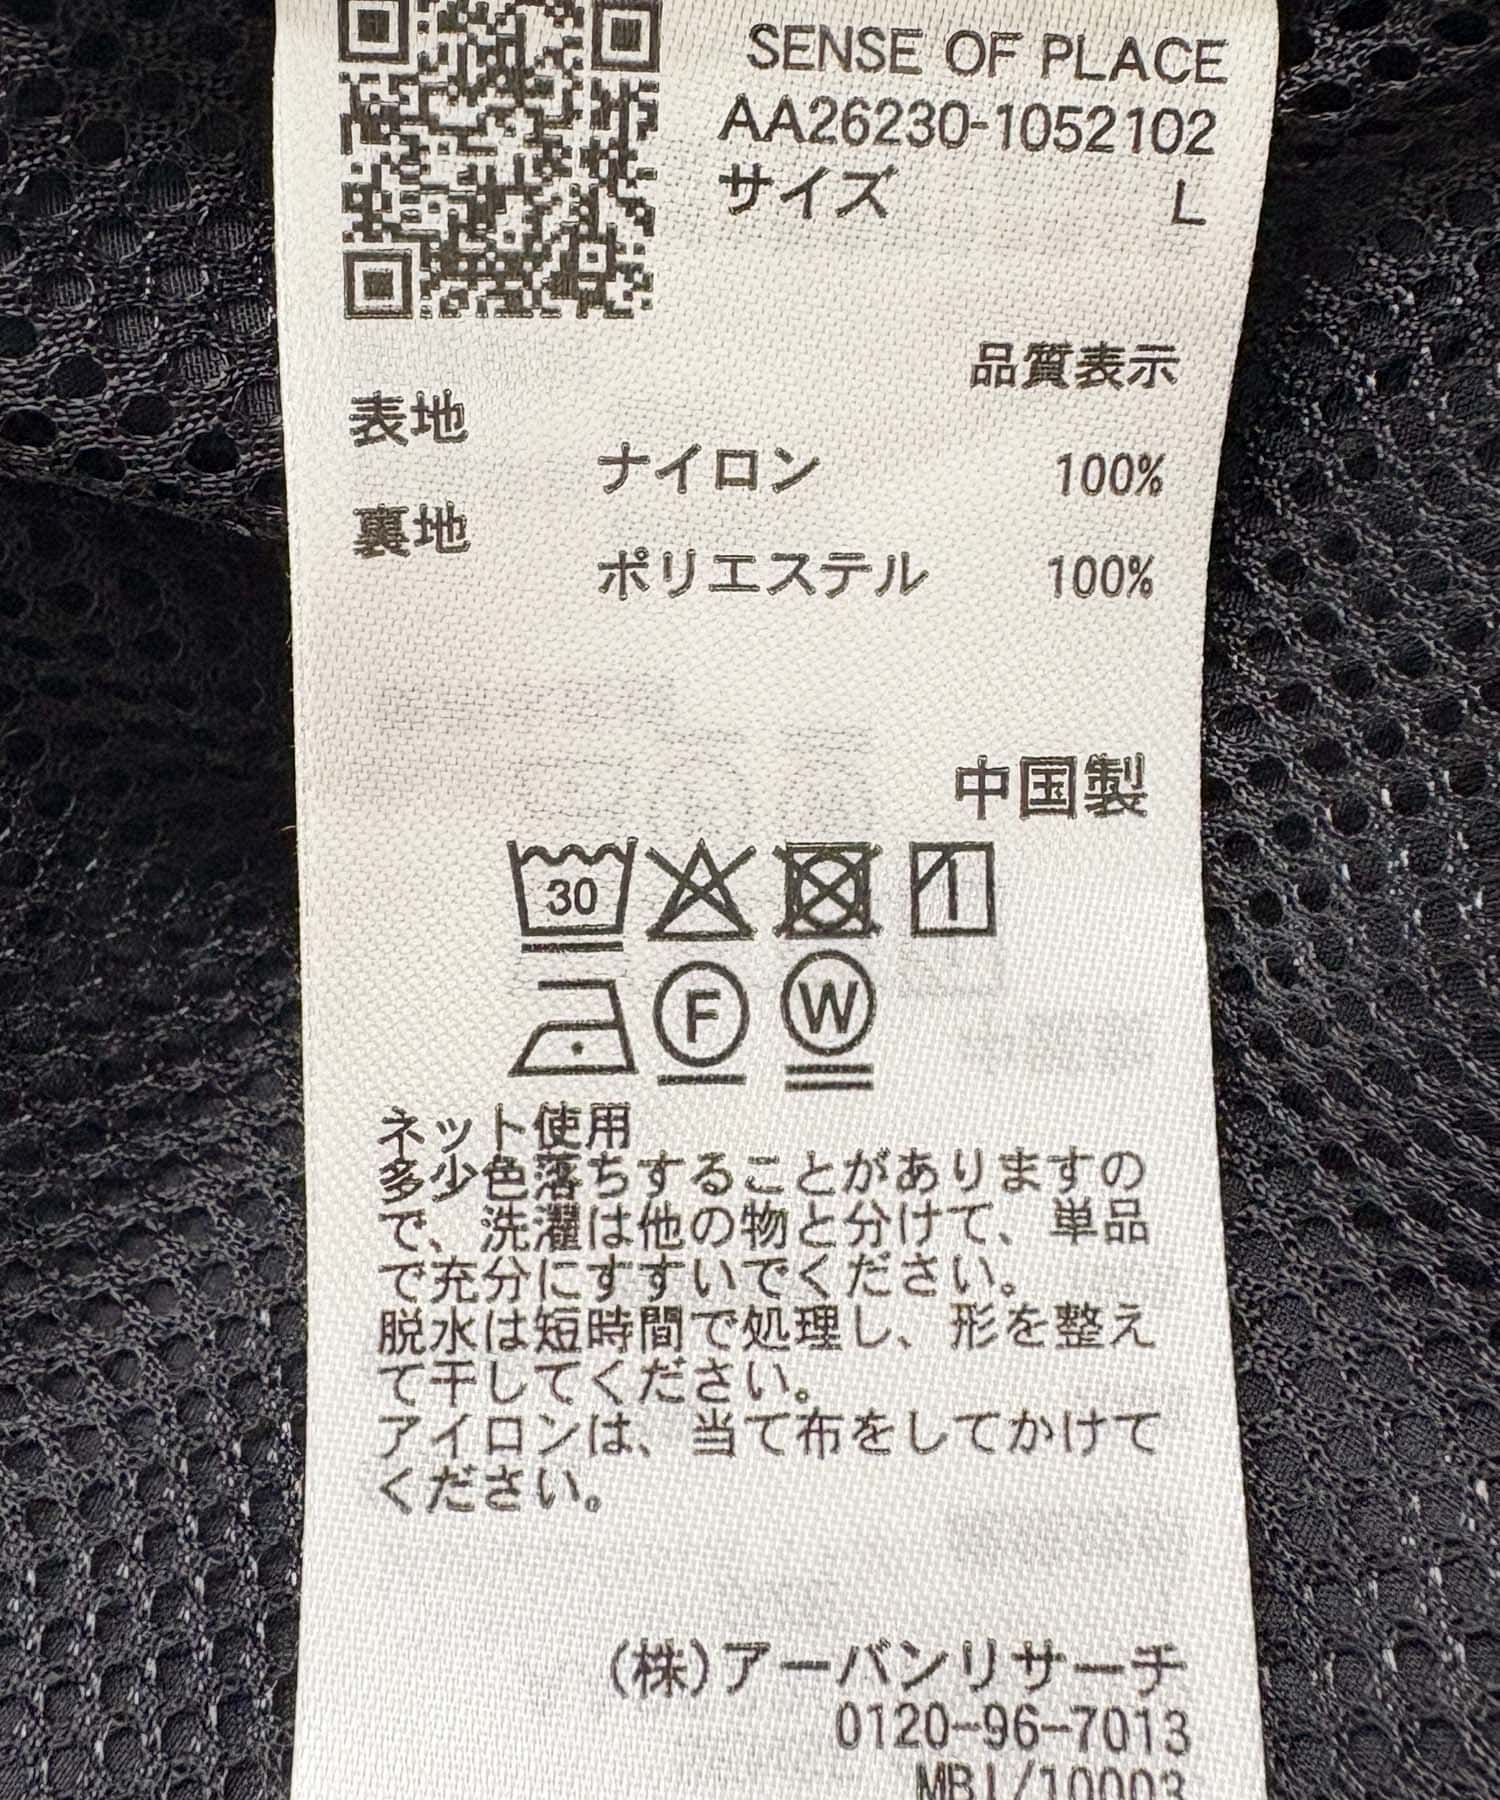 SENSE OF PLACE
AA26230-1052102
サイズ L
品質表示
表地
ナイロン 100%
裏地
ポリエステル 100%
中国製
30
F W
ネット使用
多少色落ちすることがありますの
で、洗濯は他の物と分けて、単品
で充分にすすいでください。
脱水は短時間で処理し、形を整え
て干してください。
アイロンは、当て布をしてかけて
ください。
(株)アーバンリサーチ
0120-96-7013